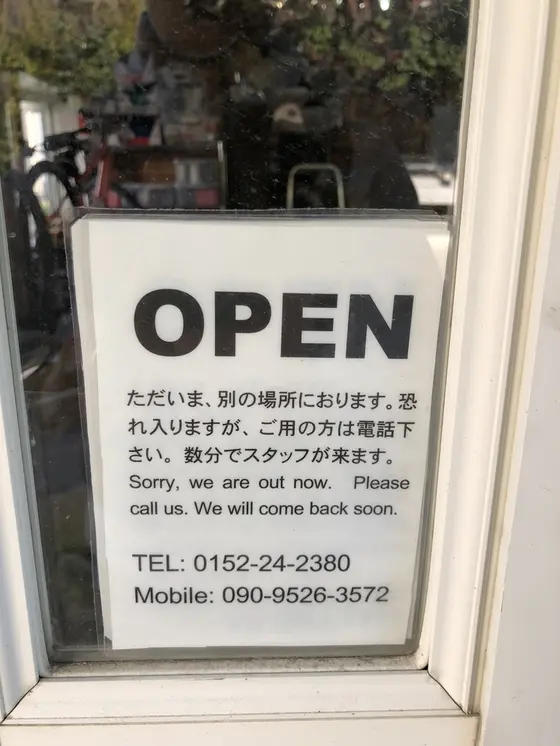 OPEN
ただいま、別の場所におります。恐
れ入りますが、ご用の方は電話下
さい。数分でスタッフが来ます。
Sorry, we are out now. Please
call us. We will come back soon.
TEL: 0152-24-2380
Mobile: 090-9526-3572